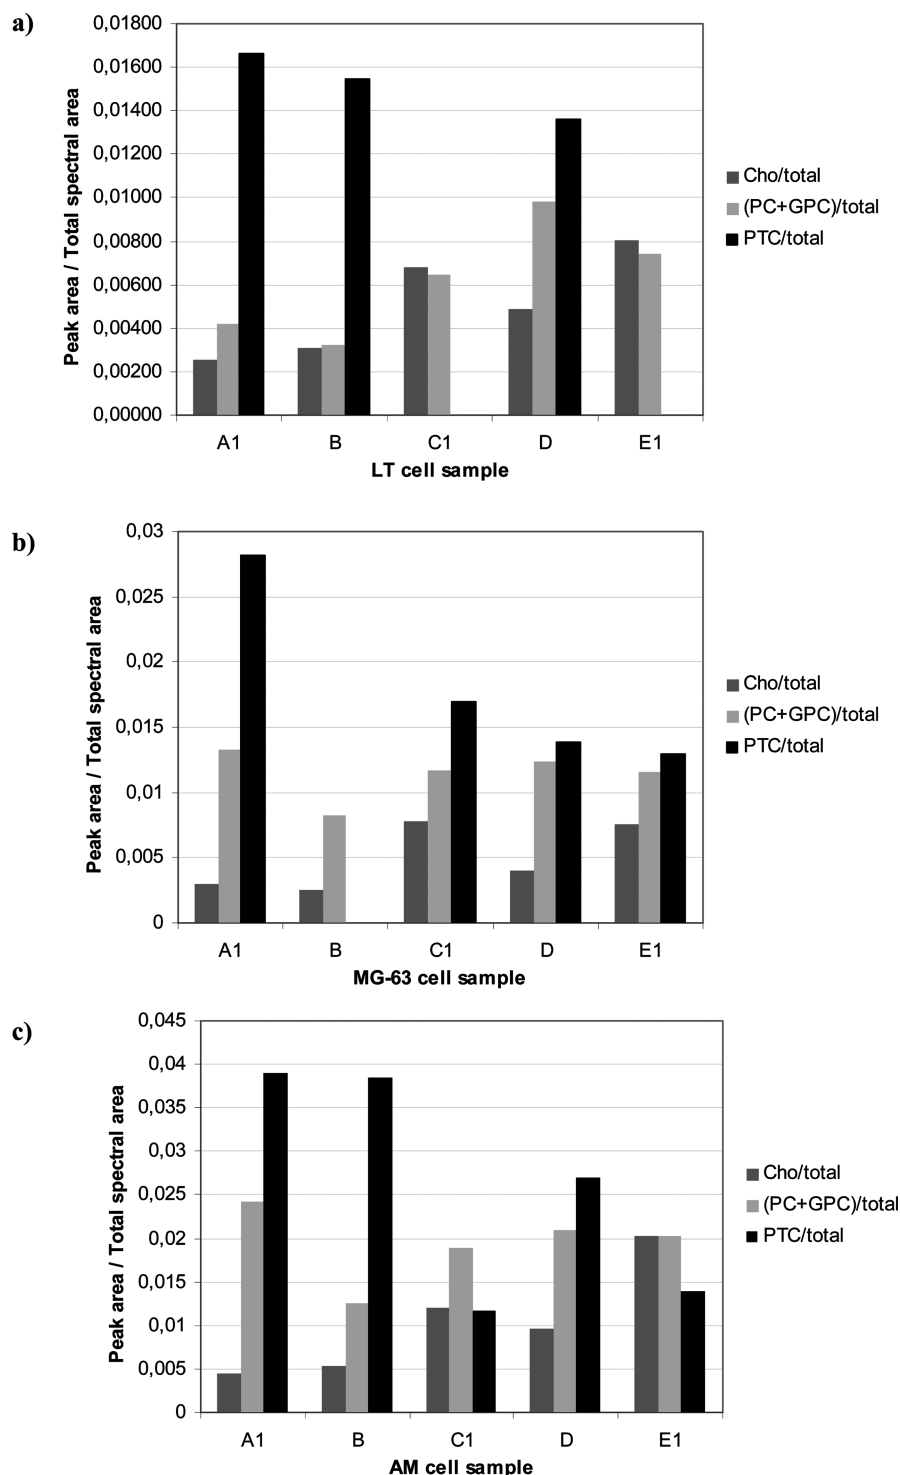 a)
Peak area / Total spectral area
0,01800
0,01600
0,01400
0,01200
0,01000
0,00800
0,00600
0,00400
0,00200
0,00000
A1 B C1 D E1
LT cell sample
Cho/total
(PC+GPC)/total
PTC/total
b)
Peak area / Total spectral area
0,03
0,025
0,02
0,015
0,01
0,005
0
A1 B C1 D E1
MG-63 cell sample
Cho/total
(PC+GPC)/total
PTC/total
c)
Peak area / Total spectral area
0,045
0,04
0,035
0,03
0,025
0,02
0,015
0,01
0,005
0
A1 B C1 D E1
AM cell sample
Cho/total
(PC+GPC)/total
PTC/total